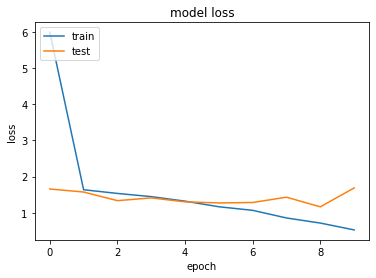 model loss
train
test
loss
6
5
4
3
2
1
0 2 4 6 8
epoch